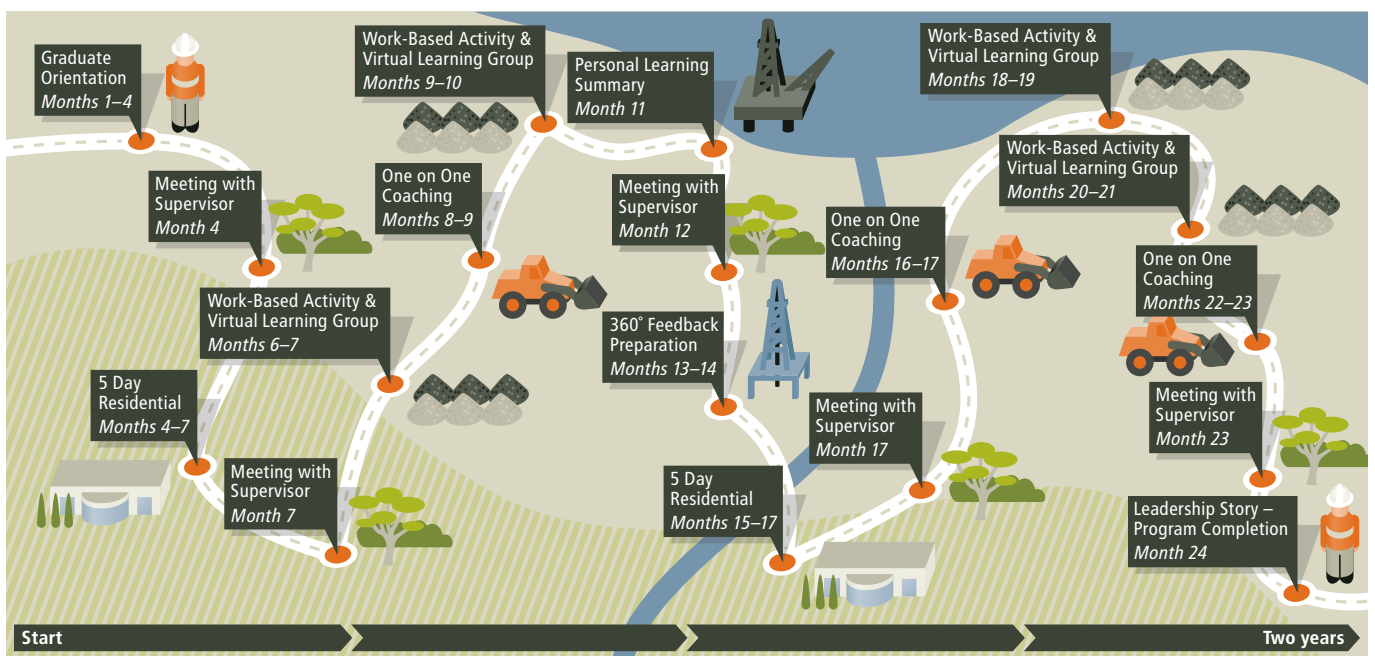 Graduate
Orientation
Months 1–4
Meeting with
Supervisor
Month 4
5 Day
Residential
Months 4–7
Meeting with
Supervisor
Month 7
Work-Based Activity &
Virtual Learning Group
Months 6–7
One on One
Coaching
Months 8–9
Work-Based Activity &
Virtual Learning Group
Months 9–10
Personal Learning
Summary
Month 11
Meeting with
Supervisor
Month 12
360° Feedback
Preparation
Months 13–14
5 Day
Residential
Months 15–17
Meeting with
Supervisor
Month 17
One on One
Coaching
Months 16–17
Work-Based Activity &
Virtual Learning Group
Months 18–19
Work-Based Activity &
Virtual Learning Group
Months 20–21
One on One
Coaching
Months 22–23
Meeting with
Supervisor
Month 23
Leadership Story –
Program Completion
Month 24
Start
Two years